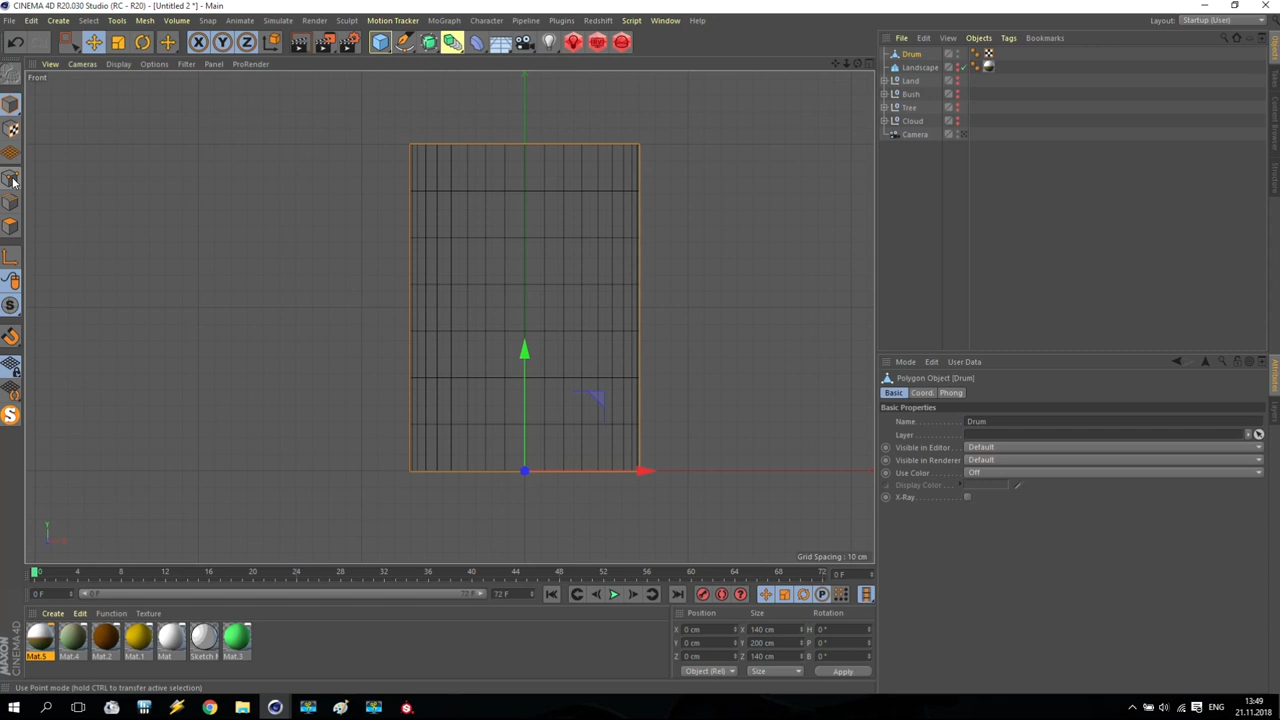 CINEMA 4D R20.030 Studio (RC - R20) - [Untitled 2 *] - Main
File Edit Create Select Tools Mesh Volume Snap Animate Simulate Render Sculpt Motion Tracker MoGraph Character Pipeline Plugins Redshift Script Window Help Layout: Startup (User)
View Cameras Display Options Filter Panel ProRender
Front
File Edit View Objects Tags Bookmarks
Drum
Landscape
Land
Bush
Tree
Cloud
Camera
Mode Edit User Data
Polygon Object [Drum]
Basic Coord. Phong
Basic Properties
Name Drum
Layer
Visible in Editor Default
Visible in Renderer Default
Use Color Off
Display Color
X-Ray
Y
Grid Spacing : 10 cm
0 4 8 12 16 20 24 28 32 36 40 44 48 52 56 60 64 68 72 0 F
0 F 0 F 72 F 72 F
Create Edit Function Texture
Mat.5 Mat.4 Mat.2 Mat.1 Mat Sketch Mat.3
Position Size Rotation
X 0 cm X 140 cm H 0 °
Y 0 cm Y 200 cm P 0 °
Z 0 cm Z 140 cm B 0 °
Object (Rel) Size Apply
MAXON CINEMA 4D
Use Point mode (hold CTRL to transfer active selection)
ENG
13:49
21.11.2018